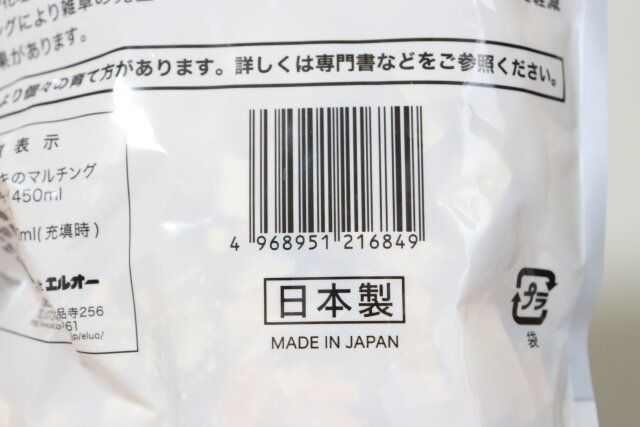 ングにより雑草の
果があります。
より個々の育て方があります。詳しくは専門書などをご参照ください。
表示
キのマルチング
450ml
ml(充填時)
エルオー
品寺256
61
jp/eluo/
4 968951 216849
日本製
MADE IN JAPAN
プラ
袋